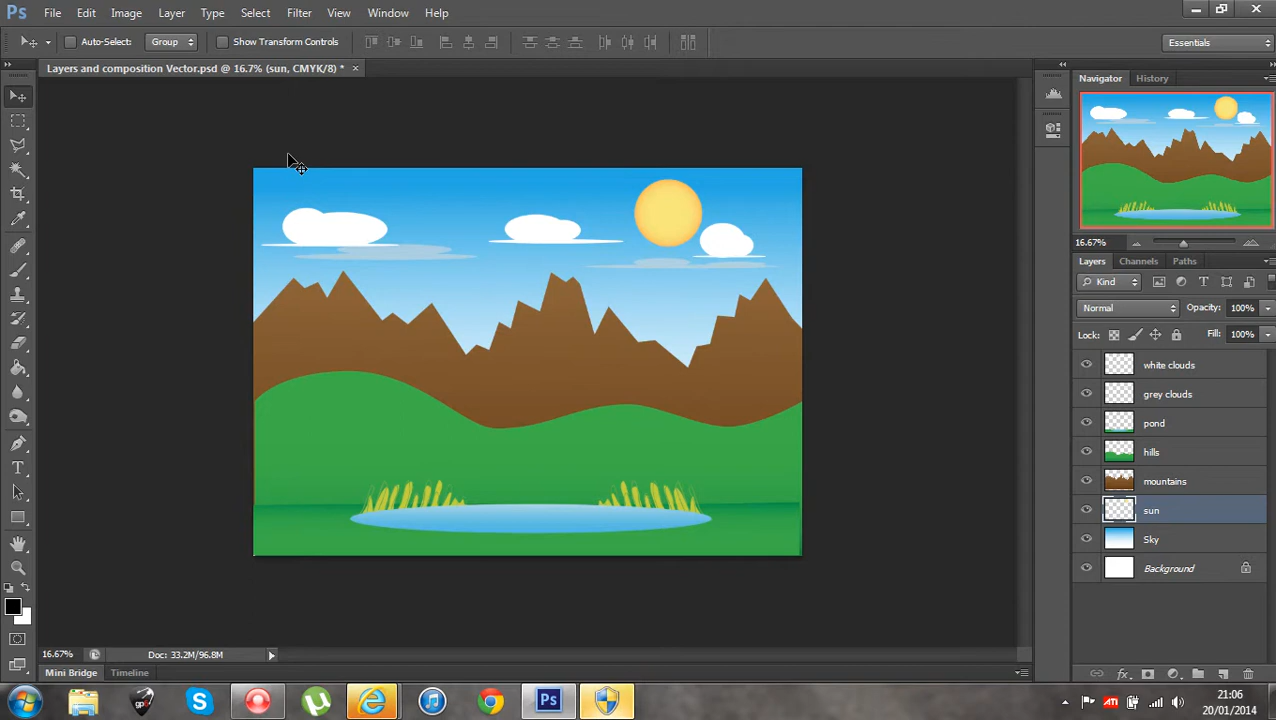 Ps File Edit Image Layer Type Select Filter View Window Help
Auto-Select: Group Show Transform Controls Essentials
Layers and composition Vector.psd @ 16.7% (sun, CMYK/8) * ×
Navigator History
16.67%
Layers Channels Paths
Kind
Normal Opacity: 100%
Lock: Fill: 100%
white clouds
grey clouds
pond
hills
mountains
sun
Sky
Background
16.67% Doc: 33.2M/96.8M
Mini Bridge Timeline
Ps
21:06
20/01/2014